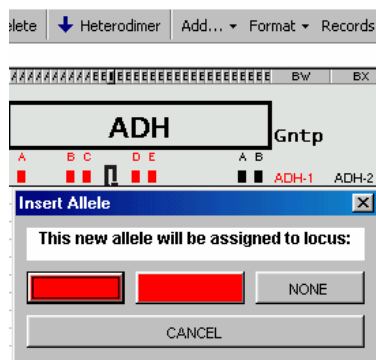 lete Heterodimer Add... Format Records
BW BX
ADH
Gntp
A B C D E A B
ADH-1 ADH-2
Insert Allele
This new allele will be assigned to locus:
NONE
CANCEL